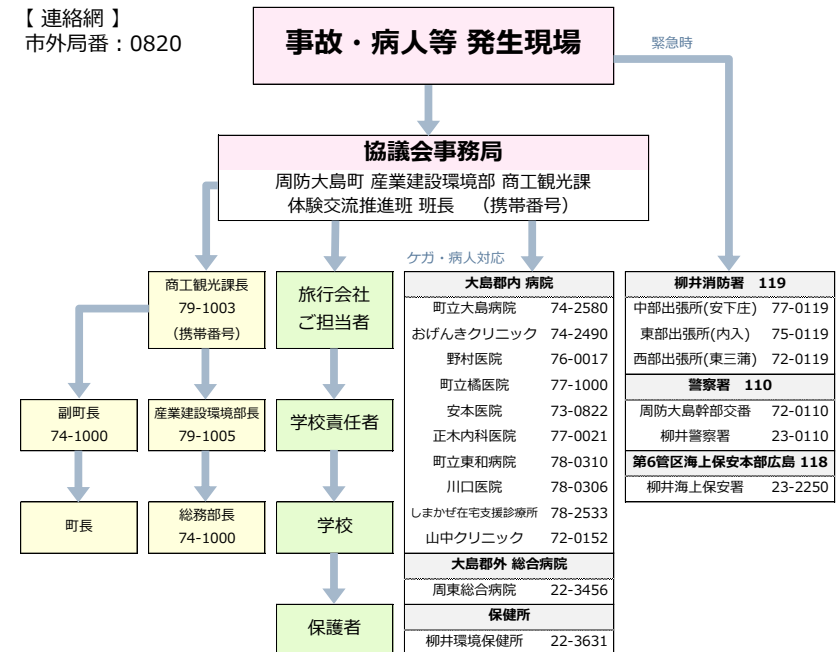 【 連絡網 】
市外局番：0820
事故・病人等 発生現場
緊急時
協議会事務局
周防大島町 産業建設環境部 商工観光課
体験交流推進班 班長　（携帯番号）
ケガ・病人対応
商工観光課長
79-1003
（携帯番号）
副町長
74-1000
産業建設環境部長
79-1005
町長
総務部長
74-1000
旅行会社
ご担当者
学校責任者
学校
保護者
大島郡内 病院
町立大島病院 74-2580
おげんきクリニック 74-2490
野村医院 76-0017
町立橘医院 77-1000
安本医院 73-0822
正木内科医院 77-0021
町立東和病院 78-0310
川口医院 78-0306
しまかぜ在宅支援診療所 78-2533
山中クリニック 72-0152
大島郡外 総合病院
周東総合病院 22-3456
保健所
柳井環境保健所 22-3631
柳井消防署 119
中部出張所(安下庄) 77-0119
東部出張所(内入) 75-0119
西部出張所(東三蒲) 72-0119
警察署 110
周防大島幹部交番 72-0110
柳井警察署 23-0110
第6管区海上保安本部広島 118
柳井海上保安署 23-2250